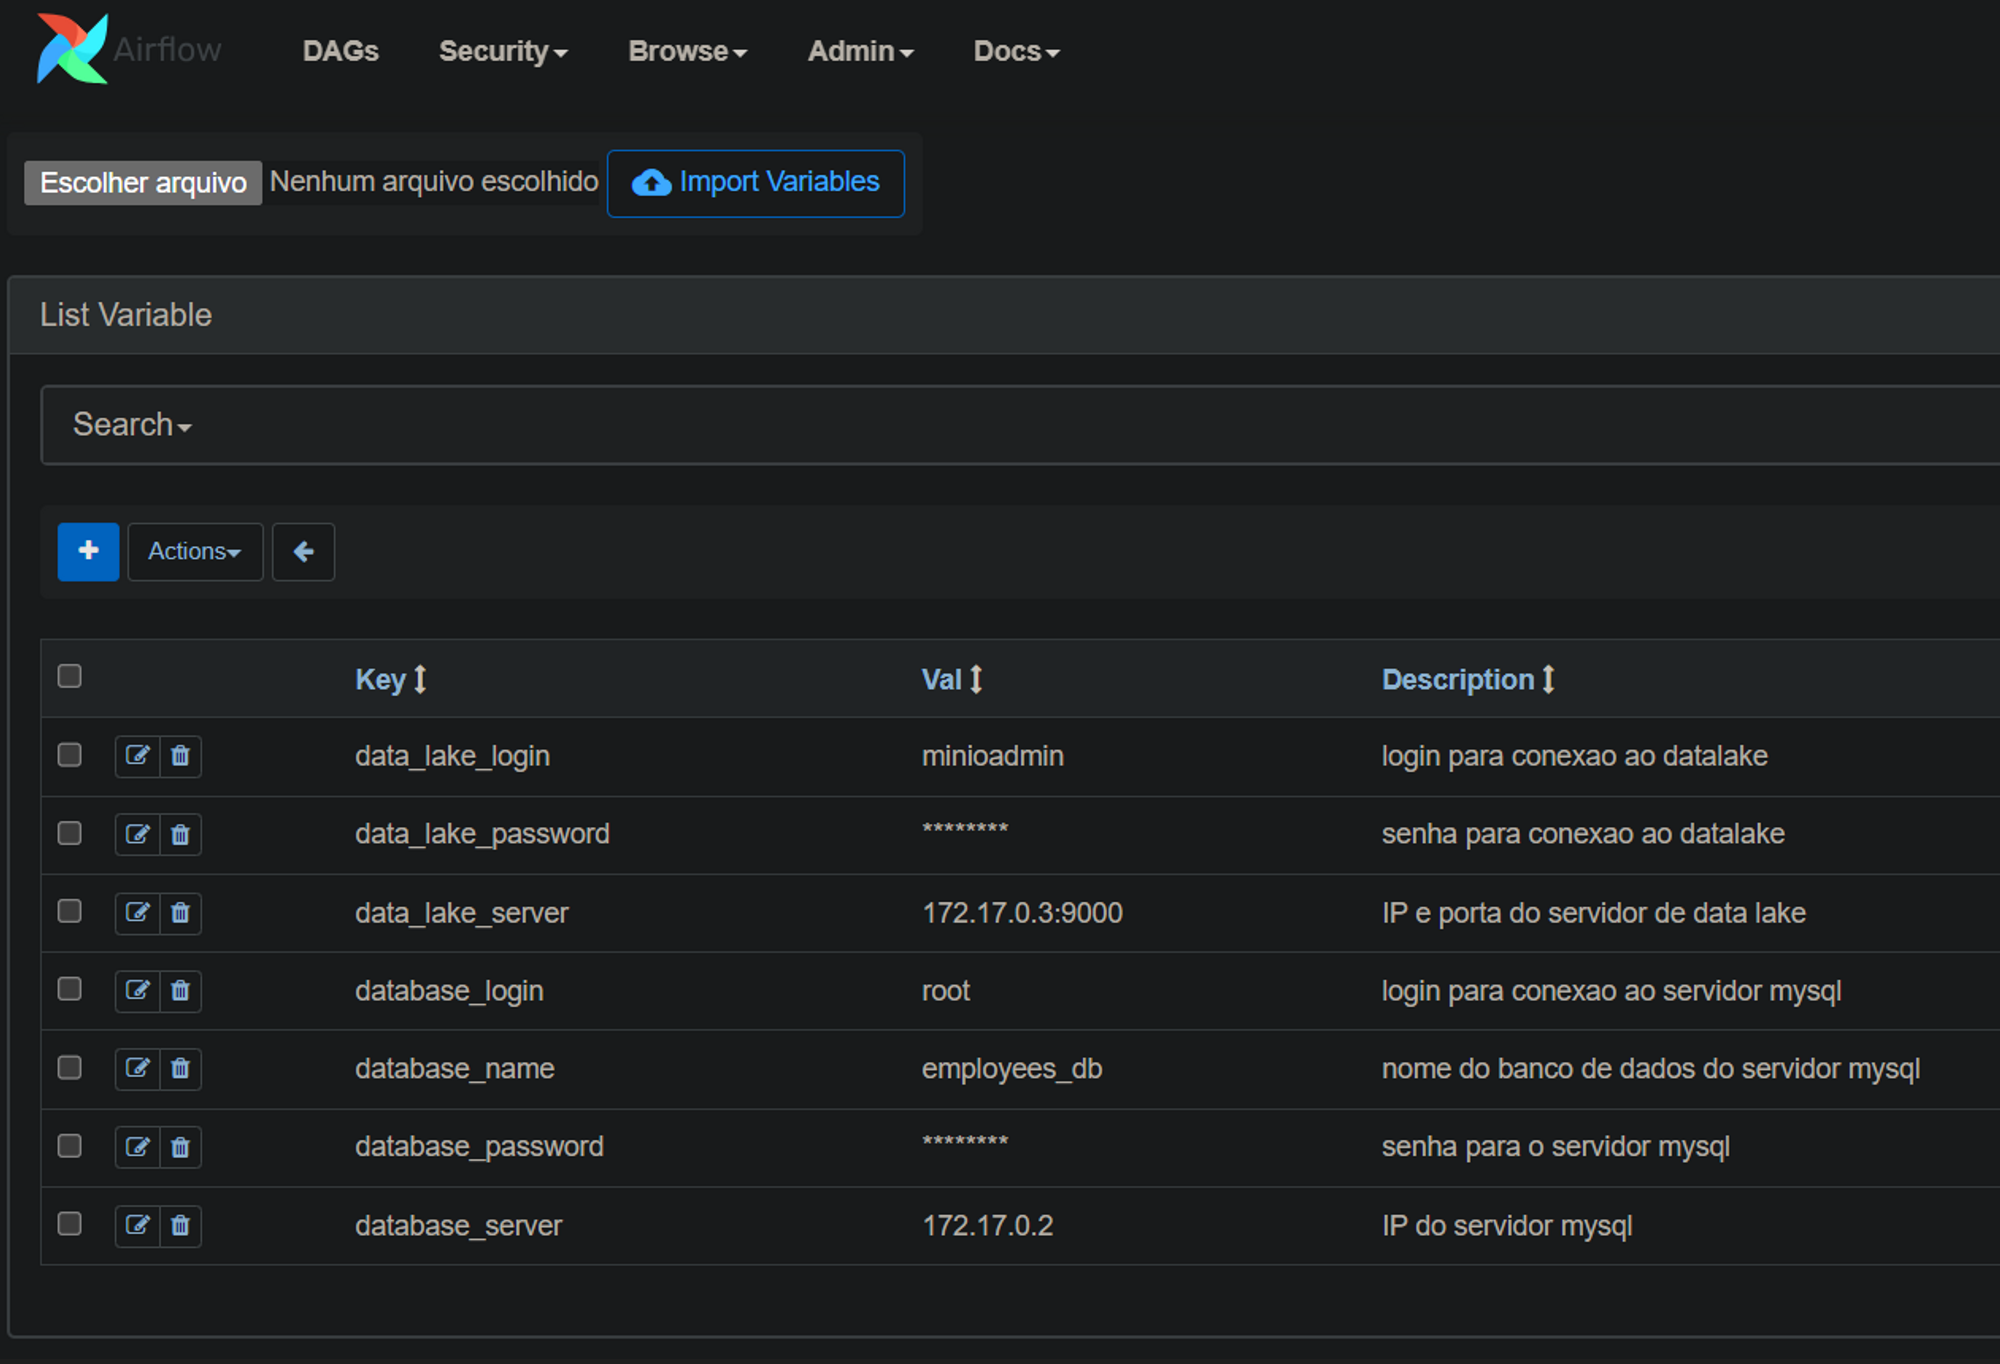 Airflow DAGs Security Browse Admin Docs
Escolher arquivo Nenhum arquivo escolhido Import Variables
List Variable
Search
+ Actions
Key Val Description
data_lake_login minioadmin login para conexao ao datalake
data_lake_password ******** senha para conexao ao datalake
data_lake_server 172.17.0.3:9000 IP e porta do servidor de data lake
database_login root login para conexao ao servidor mysql
database_name employees_db nome do banco de dados do servidor mysql
database_password ******** senha para o servidor mysql
database_server 172.17.0.2 IP do servidor mysql